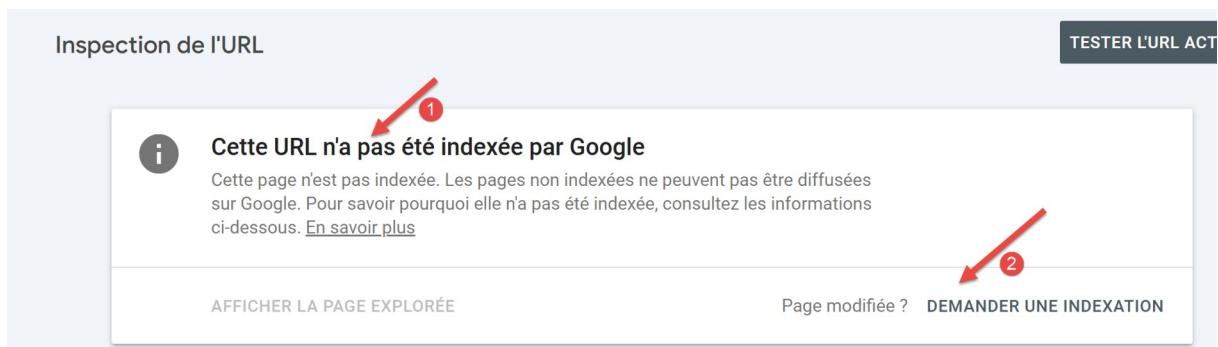 Inspection de l'URL
TESTER L'URL ACT
1
Cette URL n'a pas été indexée par Google
Cette page n'est pas indexée. Les pages non indexées ne peuvent pas être diffusées
sur Google. Pour savoir pourquoi elle n'a pas été indexée, consultez les informations
ci-dessous. En savoir plus
2
AFFICHER LA PAGE EXPLORÉE
Page modifiée ? DEMANDER UNE INDEXATION